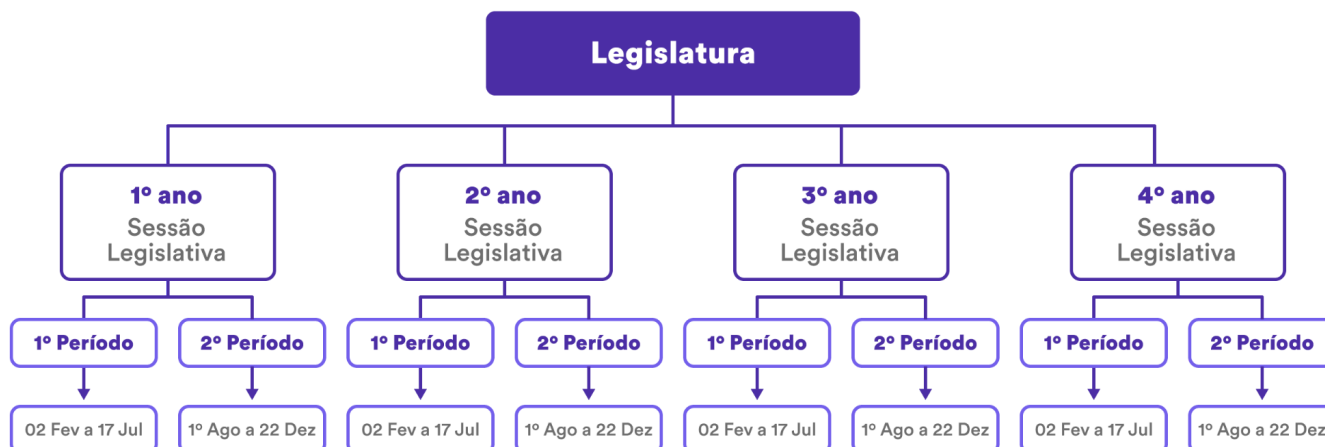 Legislatura
1º ano
Sessão
Legislativa
2º ano
Sessão
Legislativa
3º ano
Sessão
Legislativa
4º ano
Sessão
Legislativa
1º Período
2º Período
1º Período
2º Período
1º Período
2º Período
1º Período
2º Período
02 Fev a 17 Jul
1º Ago a 22 Dez
02 Fev a 17 Jul
1º Ago a 22 Dez
02 Fev a 17 Jul
1º Ago a 22 Dez
02 Fev a 17 Jul
1º Ago a 22 Dez